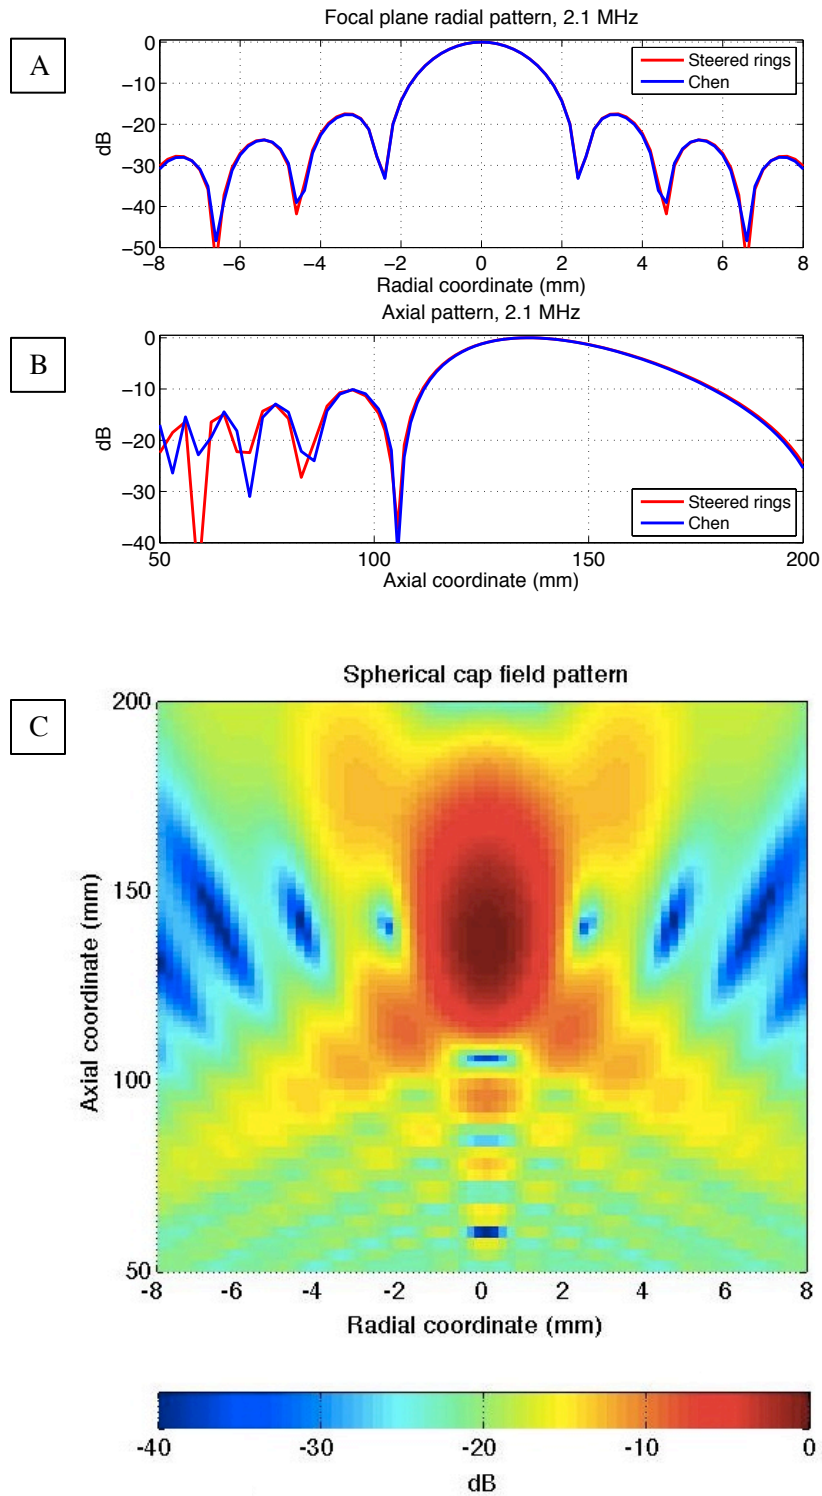 Focal plane radial pattern, 2.1 MHz
A
0
−10
−20
−30
−40
−50
dB
Steered rings
Chen
−8 −6 −4 −2 0 2 4 6 8
Radial coordinate (mm)
Axial pattern, 2.1 MHz
B
0
−10
−20
−30
−40
dB
Steered rings
Chen
50 100 150 200
Axial coordinate (mm)
Spherical cap field pattern
C
200
150
100
50
Axial coordinate (mm)
-8 -6 -4 -2 0 2 4 6 8
Radial coordinate (mm)
-40 -30 -20 -10 0
dB